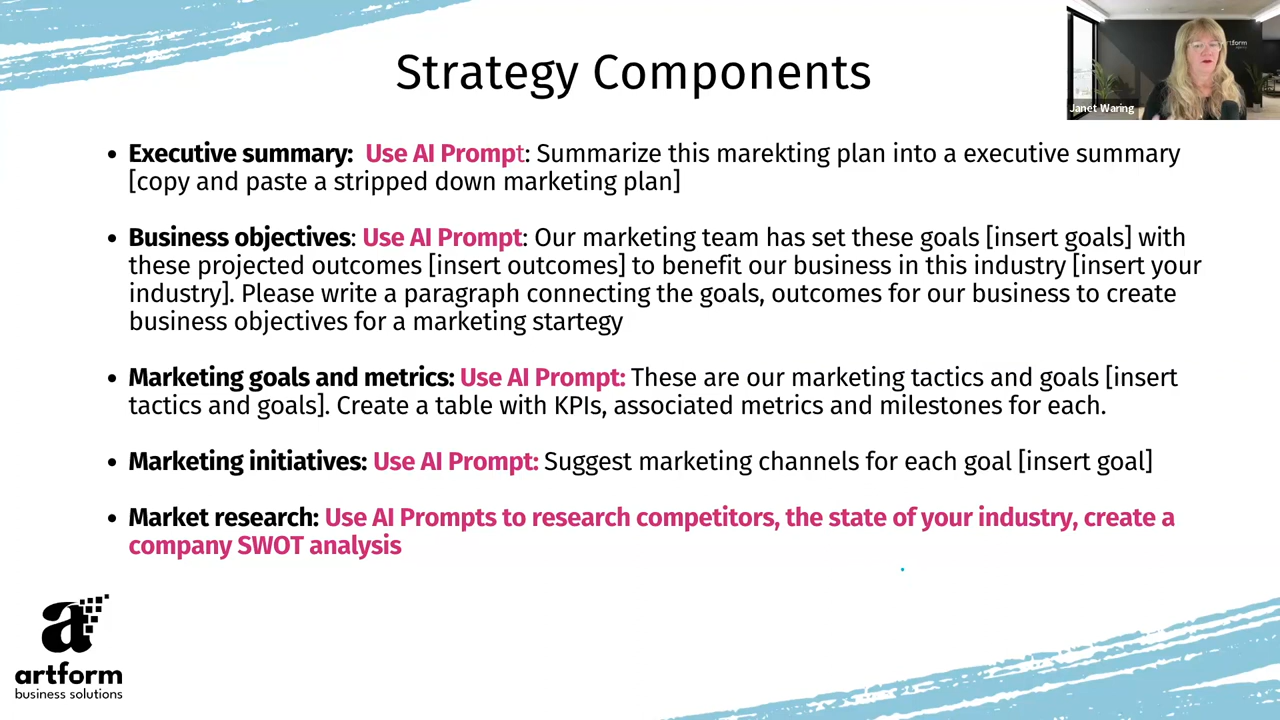 Strategy Components
artform
Janet Waring
• Executive summary:  Use AI Prompt: Summarize this marekting plan into a executive summary
[copy and paste a stripped down marketing plan]
• Business objectives: Use AI Prompt: Our marketing team has set these goals [insert goals] with
these projected outcomes [insert outcomes] to benefit our business in this industry [insert your
industry]. Please write a paragraph connecting the goals, outcomes for our business to create
business objectives for a marketing startegy
• Marketing goals and metrics: Use AI Prompt: These are our marketing tactics and goals [insert
tactics and goals]. Create a table with KPIs, associated metrics and milestones for each.
• Marketing initiatives: Use AI Prompt: Suggest marketing channels for each goal [insert goal]
• Market research: Use AI Prompts to research competitors, the state of your industry, create a
company SWOT analysis
a
artform
business solutions